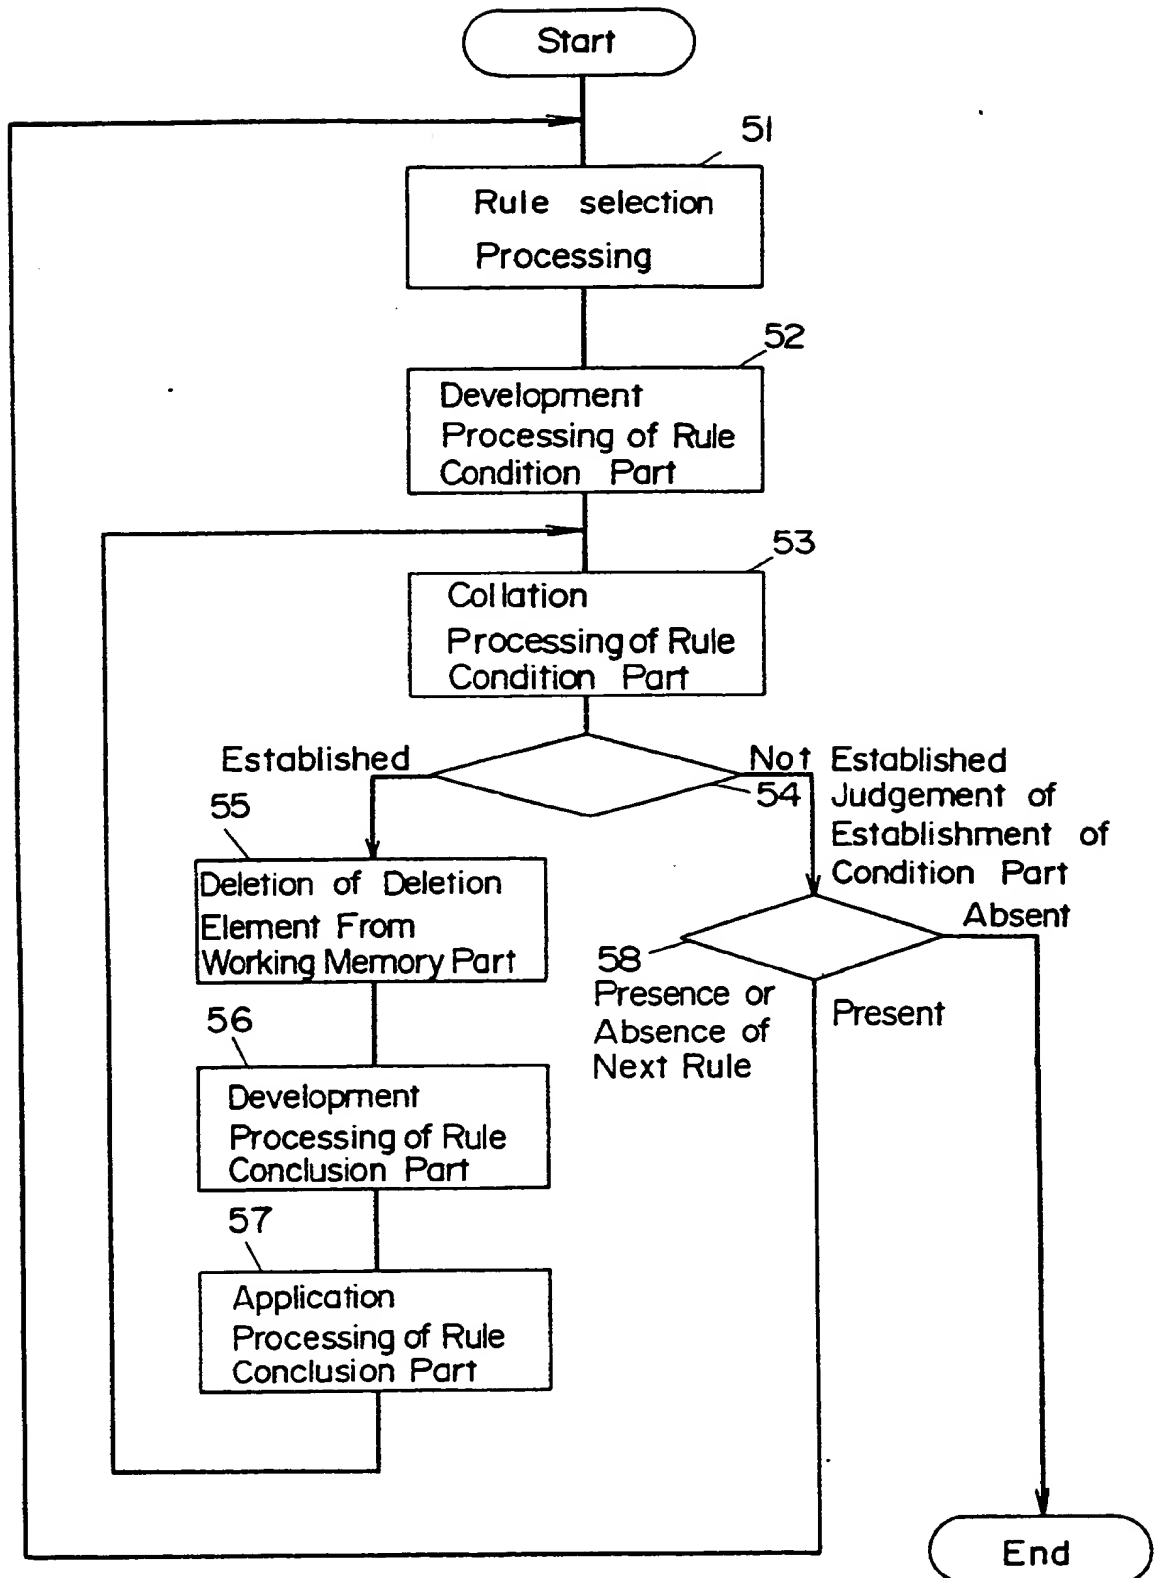 Start
51
Rule selection
Processing
52
Development
Processing of Rule
Condition Part
53
Collation
Processing of Rule
Condition Part
Established
Not Established
54
Judgement of
Establishment of
Condition Part
55
Deletion of Deletion
Element From
Working Memory Part
Absent
58
Presence or
Absence of
Next Rule
Present
56
Development
Processing of Rule
Conclusion Part
57
Application
Processing of Rule
Conclusion Part
End